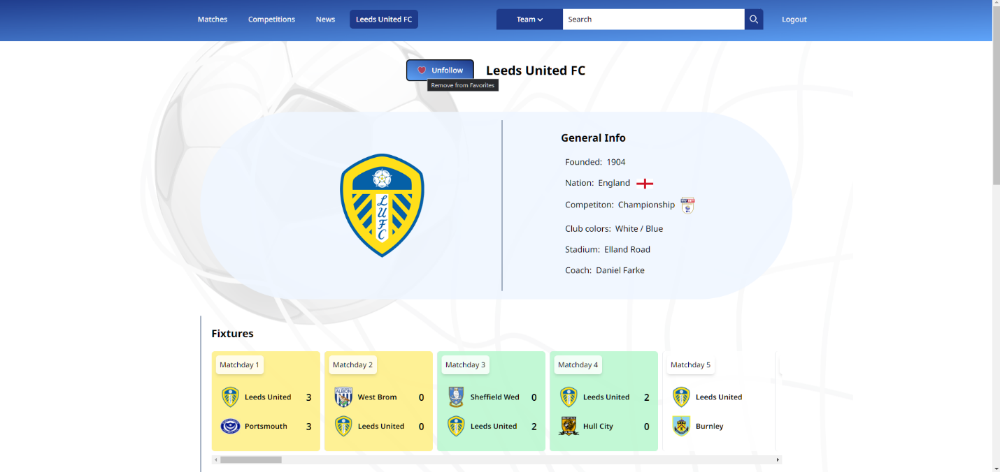 Matches Competitions News Leeds United FC Team Search Logout
Unfollow Leeds United FC
Remove from Favorites
LUFC
General Info
Founded: 1904
Nation: England
Competiton: Championship
Club colors: White / Blue
Stadium: Elland Road
Coach: Daniel Farke
Fixtures
Matchday 1
Leeds United 3
Portsmouth 3
Matchday 2
ALBION
West Brom 0
Leeds United 0
Matchday 3
Sheffield Wed 0
Leeds United 2
Matchday 4
Leeds United 2
Hull City 0
Matchday 5
Leeds United
Burnley